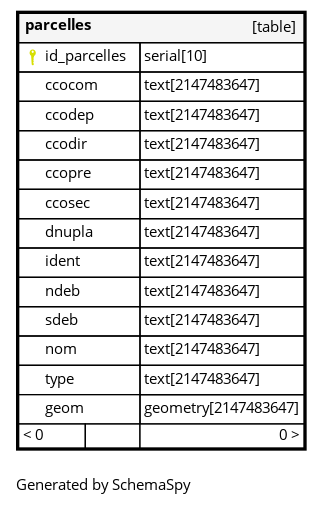 parcelles [table]
id_parcelles serial[10]
ccocom text[2147483647]
ccodep text[2147483647]
ccodir text[2147483647]
ccopre text[2147483647]
ccosec text[2147483647]
dnupla text[2147483647]
ident text[2147483647]
ndeb text[2147483647]
sdeb text[2147483647]
nom text[2147483647]
type text[2147483647]
geom geometry[2147483647]
< 0 0 >
Generated by SchemaSpy